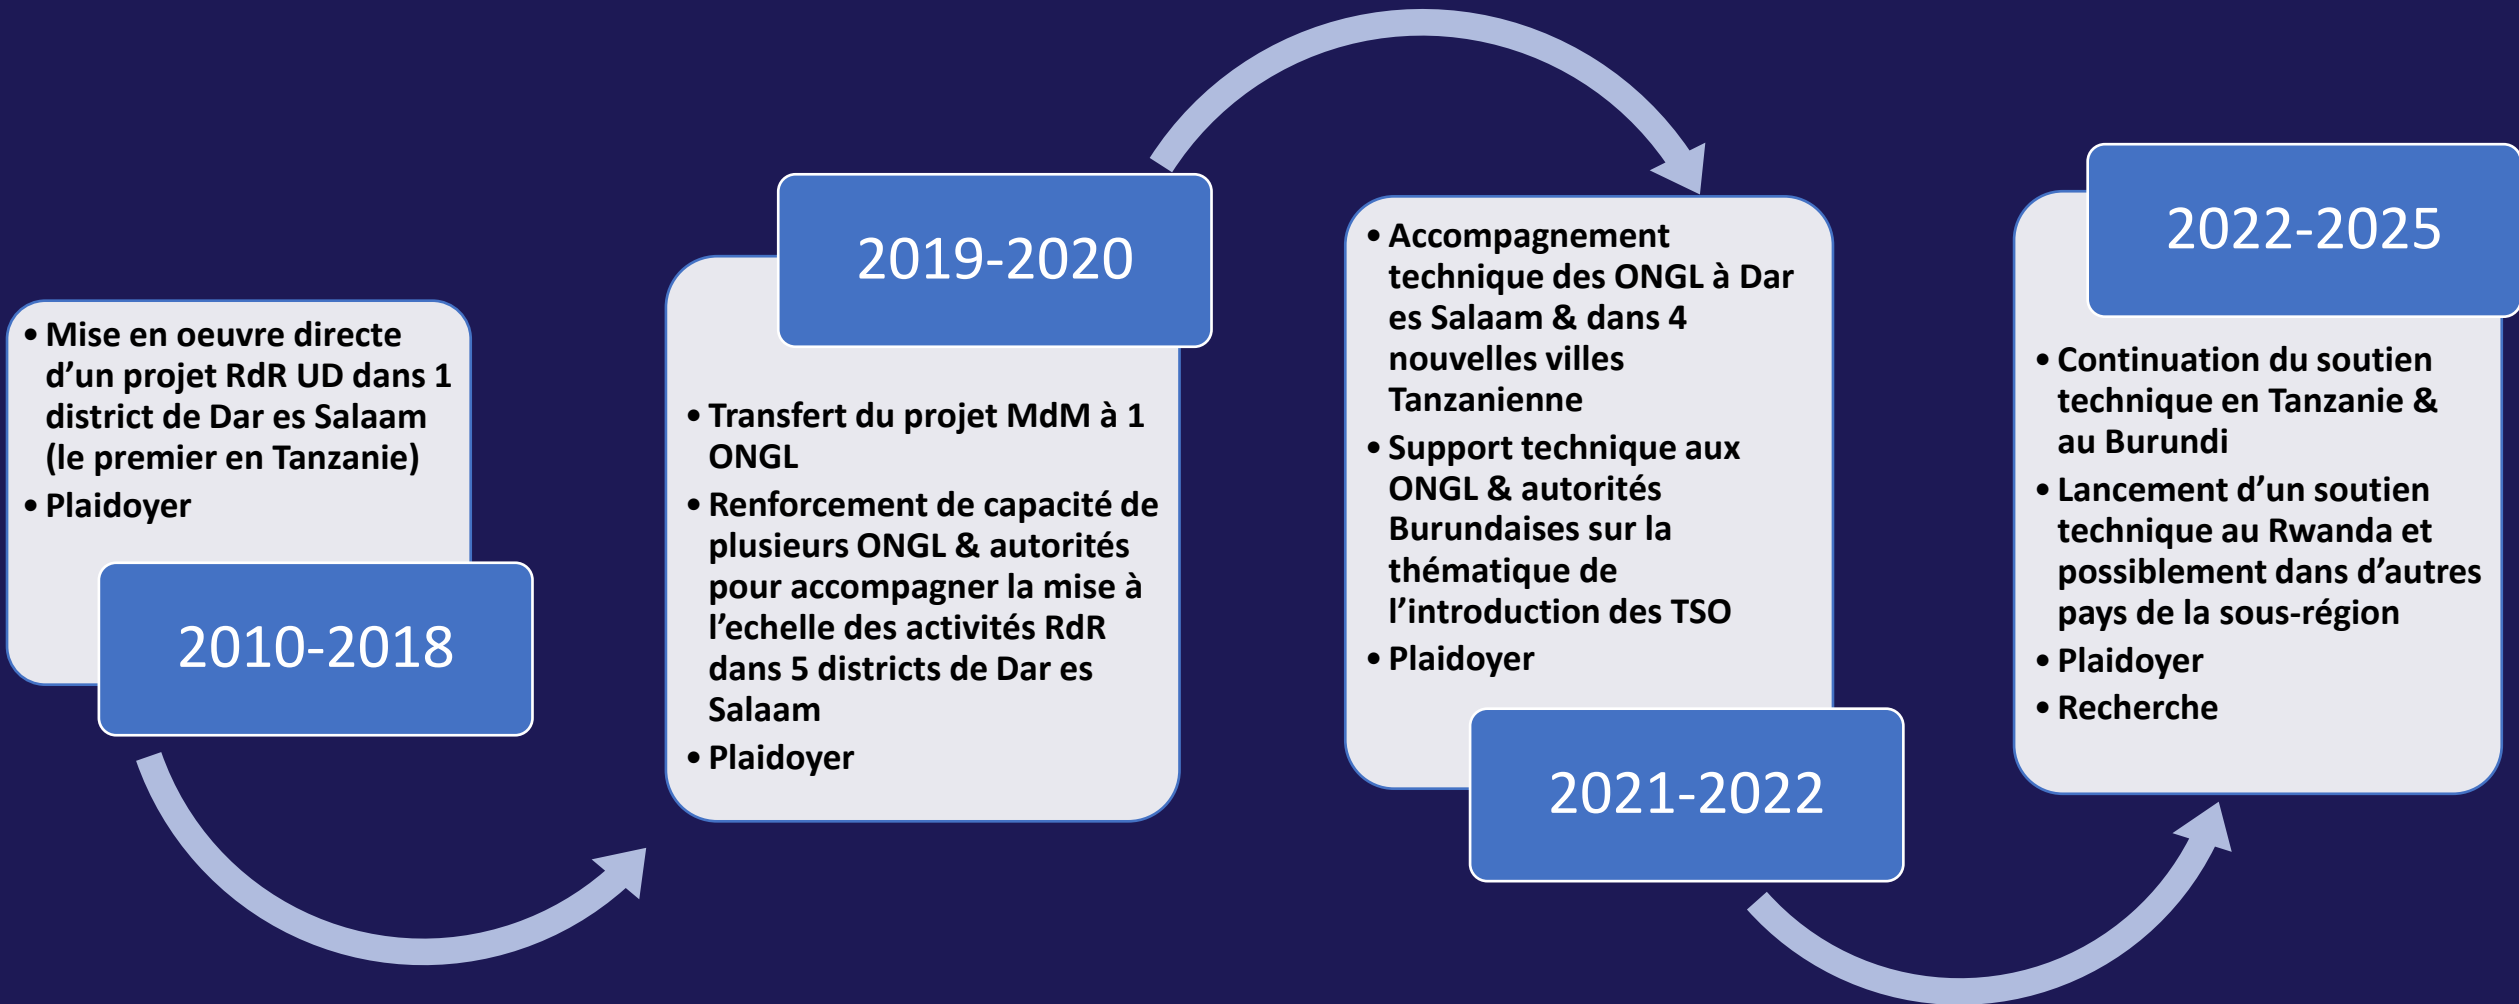 • Mise en oeuvre directe
d’un projet RdR UD dans 1
district de Dar es Salaam
(le premier en Tanzanie)
• Plaidoyer
2010-2018
2019-2020
• Transfert du projet MdM à 1
ONGL
• Renforcement de capacité de
plusieurs ONGL & autorités
pour accompagner la mise à
l’echelle des activités RdR
dans 5 districts de Dar es
Salaam
• Plaidoyer
• Accompagnement
technique des ONGL à Dar
es Salaam & dans 4
nouvelles villes
Tanzanienne
• Support technique aux
ONGL & autorités
Burundaises sur la
thématique de
l’introduction des TSO
• Plaidoyer
2021-2022
2022-2025
• Continuation du soutien
technique en Tanzanie &
au Burundi
• Lancement d’un soutien
technique au Rwanda et
possiblement dans d’autres
pays de la sous-région
• Plaidoyer
• Recherche